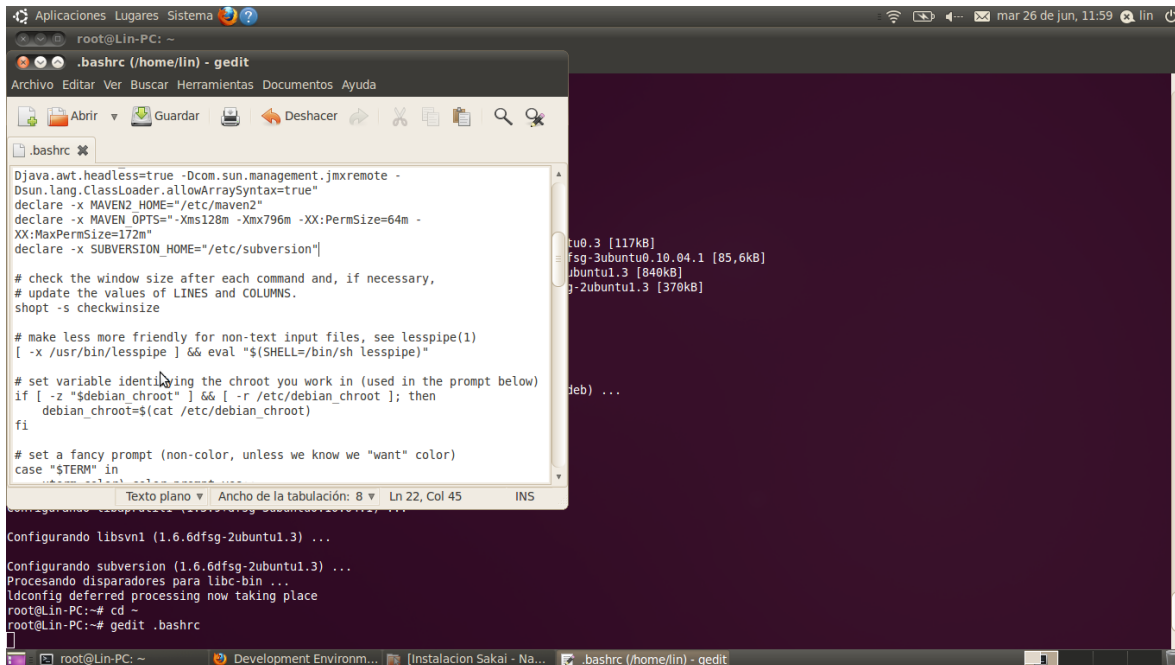 Aplicaciones Lugares Sistema
mar 26 de jun, 11:59 lin
root@Lin-PC: ~
.bashrc (/home/lin) - gedit
Archivo Editar Ver Buscar Herramientas Documentos Ayuda
Abrir Guardar Deshacer
.bashrc
Djava.awt.headless=true -Dcom.sun.management.jmxremote -
Dsun.lang.ClassLoader.allowArraySyntax=true"
declare -x MAVEN2_HOME="/etc/maven2"
declare -x MAVEN_OPTS="-Xms128m -Xmx796m -XX:PermSize=64m -
XX:MaxPermSize=172m"
declare -x SUBVERSION_HOME="/etc/subversion"
# check the window size after each command and, if necessary,
# update the values of LINES and COLUMNS.
shopt -s checkwinsize
# make less more friendly for non-text input files, see lesspipe(1)
[ -x /usr/bin/lesspipe ] && eval "$(SHELL=/bin/sh lesspipe)"
# set variable identifying the chroot you work in (used in the prompt below)
if [ -z "$debian_chroot" ] && [ -r /etc/debian_chroot ]; then
debian_chroot=$(cat /etc/debian_chroot)
fi
# set a fancy prompt (non-color, unless we know we "want" color)
case "$TERM" in
Texto plano Ancho de la tabulación: 8 Ln 22, Col 45 INS
tu0.3 [117kB]
fsg-3ubuntu0.10.04.1 [85,6kB]
ubuntu1.3 [840kB]
g-2ubuntu1.3 [370kB]
deb) ...
Configurando libsvn1 (1.6.6dfsg-2ubuntu1.3) ...
Configurando subversion (1.6.6dfsg-2ubuntu1.3) ...
Procesando disparadores para libc-bin ...
ldconfig deferred processing now taking place
root@Lin-PC:~# cd ~
root@Lin-PC:~# gedit .bashrc
root@Lin-PC: ~
Development Environm...
[Instalacion Sakai - Na...
.bashrc (/home/lin) - gedit